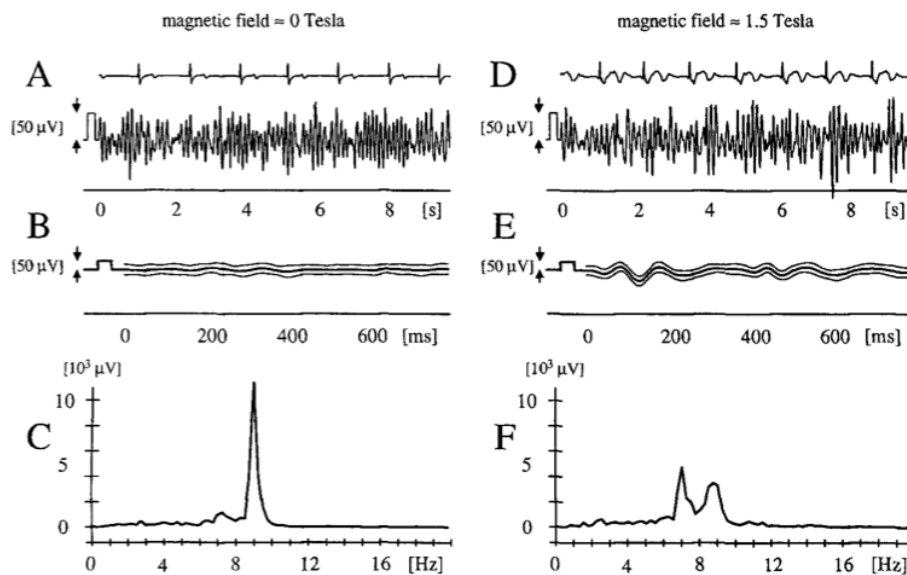 magnetic field ≈ 0 Tesla
magnetic field ≈ 1.5 Tesla
A
[50 µV]
0 2 4 6 8 [s]
B
[50 µV]
0 200 400 600 [ms]
[10³ µV]
C
10
5
0
0 4 8 12 16 [Hz]
D
[50 µV]
0 2 4 6 8 [s]
E
[50 µV]
0 200 400 600 [ms]
[10³ µV]
F
10
5
0
0 4 8 12 16 [Hz]